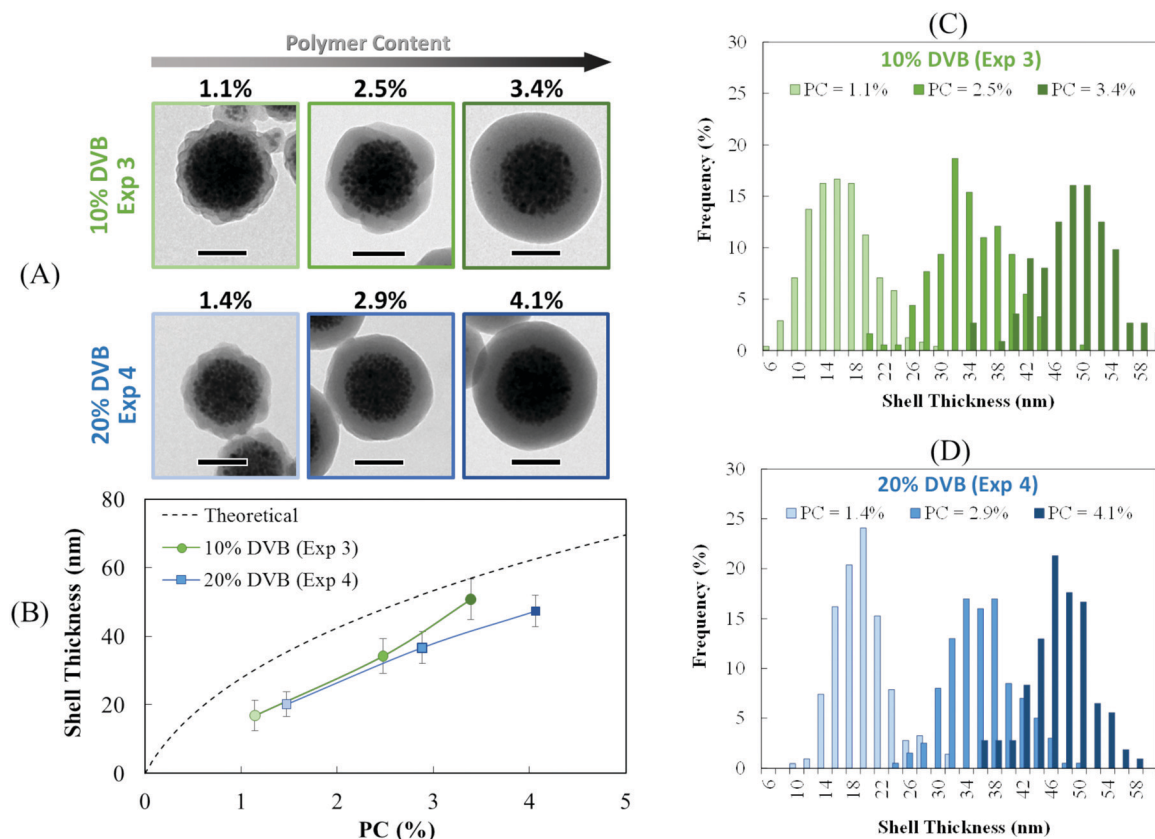 (A)
Polymer Content
1.1% 2.5% 3.4%
10% DVB
Exp 3
1.4% 2.9% 4.1%
20% DVB
Exp 4
(B)
Shell Thickness (nm)
80
60
40
20
0
Theoretical
10% DVB (Exp 3)
20% DVB (Exp 4)
0 1 2 3 4 5
PC (%)
(C)
10% DVB (Exp 3)
PC = 1.1% PC = 2.5% PC = 3.4%
Frequency (%)
30
25
20
15
10
5
0
6 10 14 18 22 26 30 34 38 42 46 50 54 58
Shell Thickness (nm)
(D)
20% DVB (Exp 4)
PC = 1.4% PC = 2.9% PC = 4.1%
Frequency (%)
30
25
20
15
10
5
0
6 10 14 18 22 26 30 34 38 42 46 50 54 58
Shell Thickness (nm)